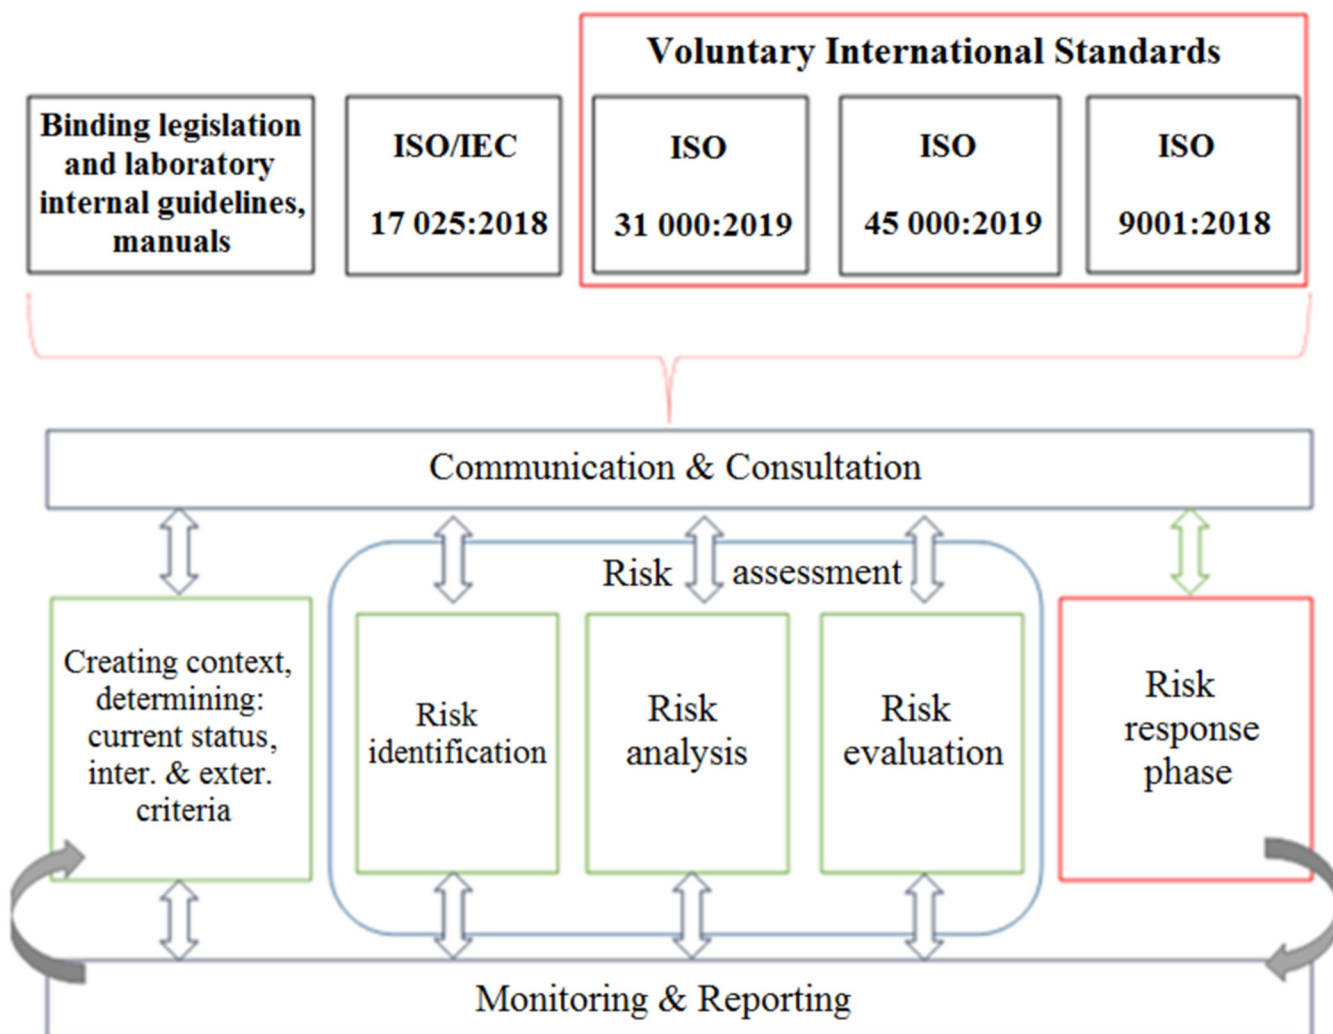 Voluntary International Standards
Binding legislation
and laboratory
internal guidelines,
manuals
ISO/IEC
17 025:2018
ISO
31 000:2019
ISO
45 000:2019
ISO
9001:2018
Communication & Consultation
Risk assessment
Creating context,
determining:
current status,
inter. & exter.
criteria
Risk
identification
Risk
analysis
Risk
evaluation
Risk
response
phase
Monitoring & Reporting